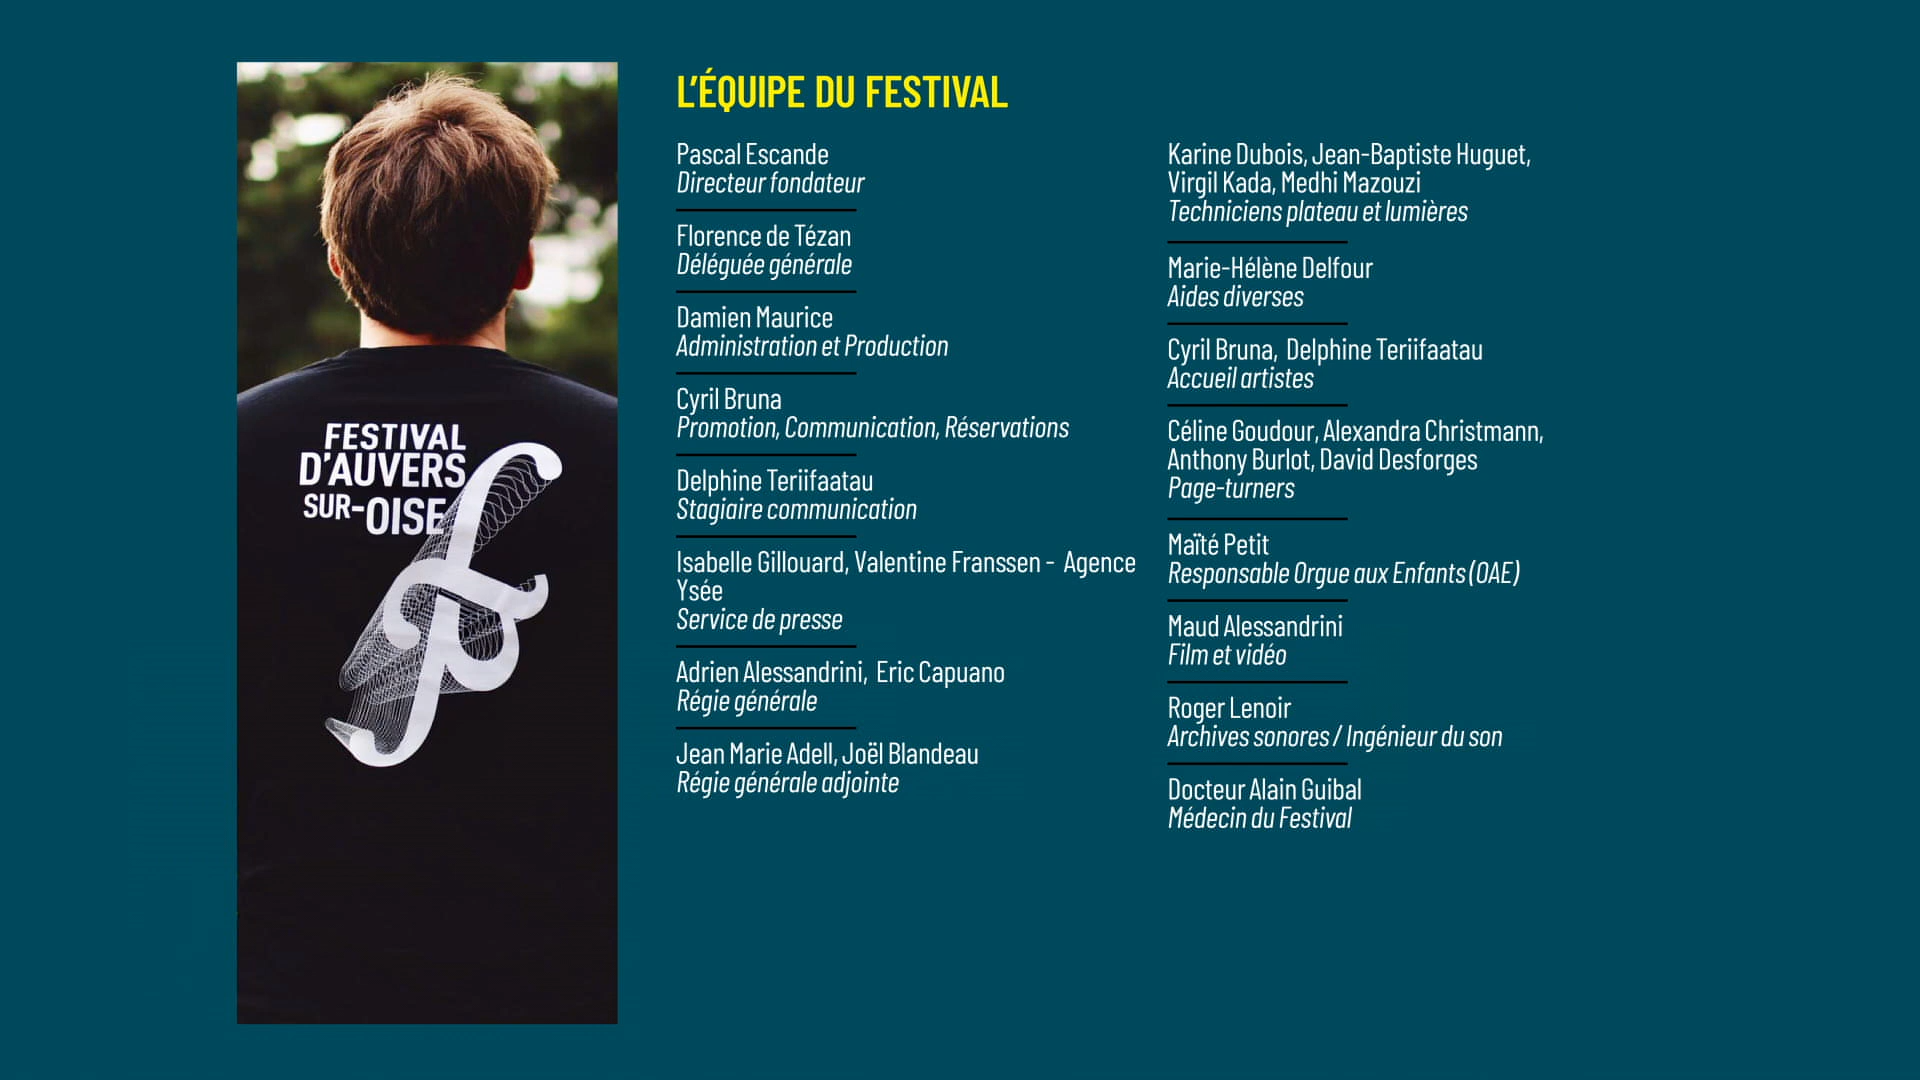 FESTIVAL
D'AUVERS
SUR-OISE
L'ÉQUIPE DU FESTIVAL
Pascal Escande
Directeur fondateur
Florence de Tézan
Déléguée générale
Damien Maurice
Administration et Production
Cyril Bruna
Promotion, Communication, Réservations
Delphine Teriifaatau
Stagiaire communication
Isabelle Gillouard, Valentine Franssen - Agence
Ysée
Service de presse
Adrien Alessandrini, Eric Capuano
Régie générale
Jean Marie Adell, Joël Blandeau
Régie générale adjointe
Karine Dubois, Jean-Baptiste Huguet,
Virgil Kada, Medhi Mazouzi
Techniciens plateau et lumières
Marie-Hélène Delfour
Aides diverses
Cyril Bruna, Delphine Teriifaatau
Accueil artistes
Céline Goudour, Alexandra Christmann,
Anthony Burlot, David Desforges
Page-turners
Maïté Petit
Responsable Orgue aux Enfants (OAE)
Maud Alessandrini
Film et vidéo
Roger Lenoir
Archives sonores / Ingénieur du son
Docteur Alain Guibal
Médecin du Festival